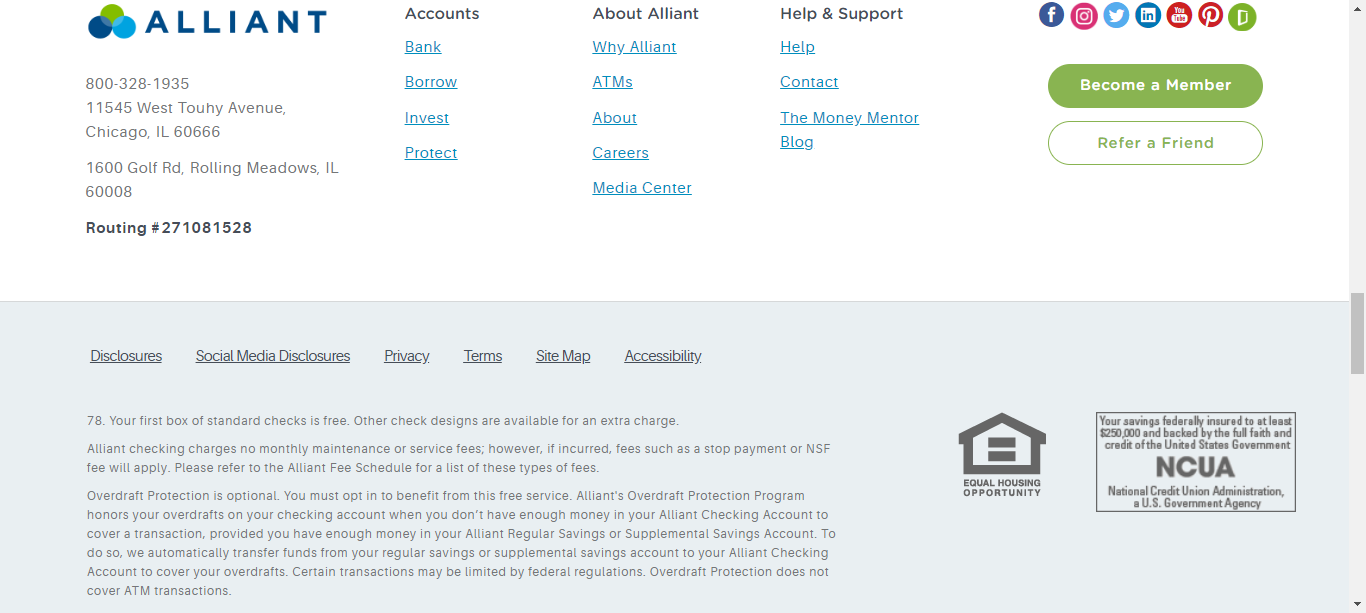 ALLIANT
800-328-1935
11545 West Touhy Avenue,
Chicago, IL 60666
1600 Golf Rd, Rolling Meadows, IL
60008
Routing #271081528
Accounts
Bank
Borrow
Invest
Protect
About Alliant
Why Alliant
ATMs
About
Careers
Media Center
Help & Support
Help
Contact
The Money Mentor
Blog
You
Tube
Become a Member
Refer a Friend
Disclosures Social Media Disclosures Privacy Terms Site Map Accessibility
78. Your first box of standard checks is free. Other check designs are available for an extra charge.
Alliant checking charges no monthly maintenance or service fees; however, if incurred, fees such as a stop payment or NSF
fee will apply. Please refer to the Alliant Fee Schedule for a list of these types of fees.
Overdraft Protection is optional. You must opt in to benefit from this free service. Alliant's Overdraft Protection Program
honors your overdrafts on your checking account when you don’t have enough money in your Alliant Checking Account to
cover a transaction, provided you have enough money in your Alliant Regular Savings or Supplemental Savings Account. To
do so, we automatically transfer funds from your regular savings or supplemental savings account to your Alliant Checking
Account to cover your overdrafts. Certain transactions may be limited by federal regulations. Overdraft Protection does not
cover ATM transactions.
EQUAL HOUSING
OPPORTUNITY
Your savings federally insured to at least
$250,000 and backed by the full faith and
credit of the United States Government
NCUA
National Credit Union Administration,
a U.S. Government Agency